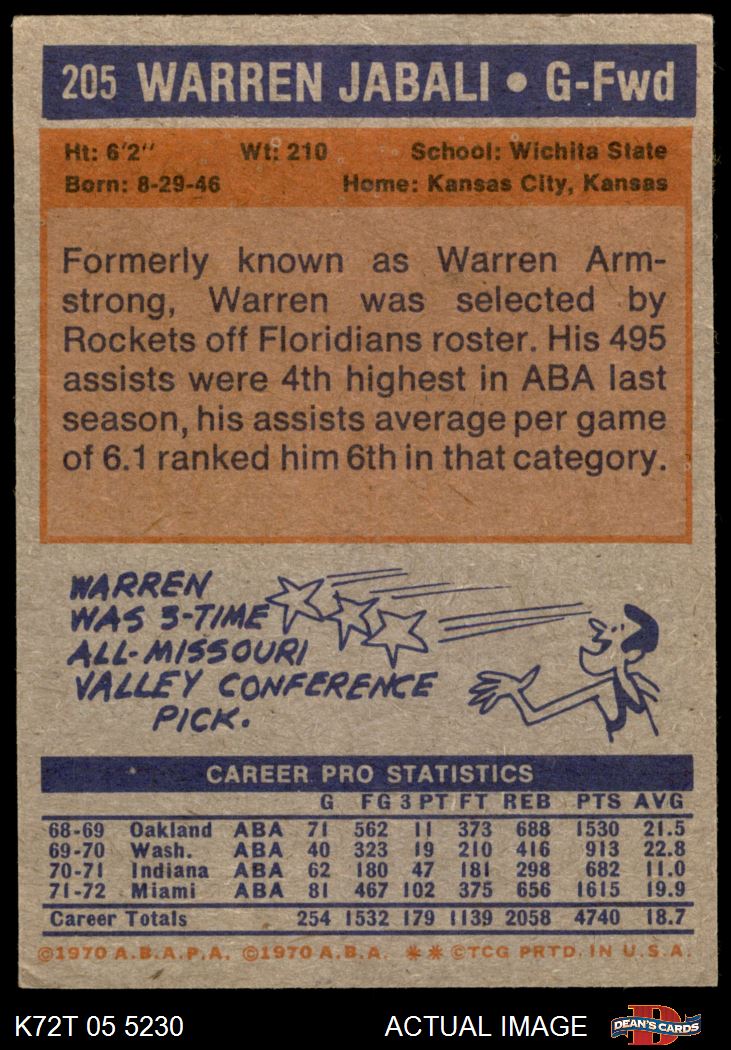 205 WARREN JABALI • G-Fwd
Ht: 6'2" Wt: 210 School: Wichita State
Born: 8-29-46 Home: Kansas City, Kansas
Formerly known as Warren Arm-
strong, Warren was selected by
Rockets off Floridians roster. His 495
assists were 4th highest in ABA last
season, his assists average per game
of 6.1 ranked him 6th in that category.
WARREN
WAS 3-TIME
ALL-MISSOURI
VALLEY CONFERENCE
PICK.
CAREER PRO STATISTICS
G FG 3 PT FT REB PTS AVG
68-69 Oakland ABA 71 562 11 373 688 1530 21.5
69-70 Wash. ABA 40 323 19 210 416 913 22.8
70-71 Indiana ABA 62 180 47 181 298 682 11.0
71-72 Miami ABA 81 467 102 375 656 1615 19.9
Career Totals 254 1532 179 1139 2058 4740 18.7
©1970 A.B.A.P.A. ©1970 A.B.A. ** ©TCG PRTD. IN U.S.A.
K72T 05 5230 ACTUAL IMAGE D DEAN'S CARDS